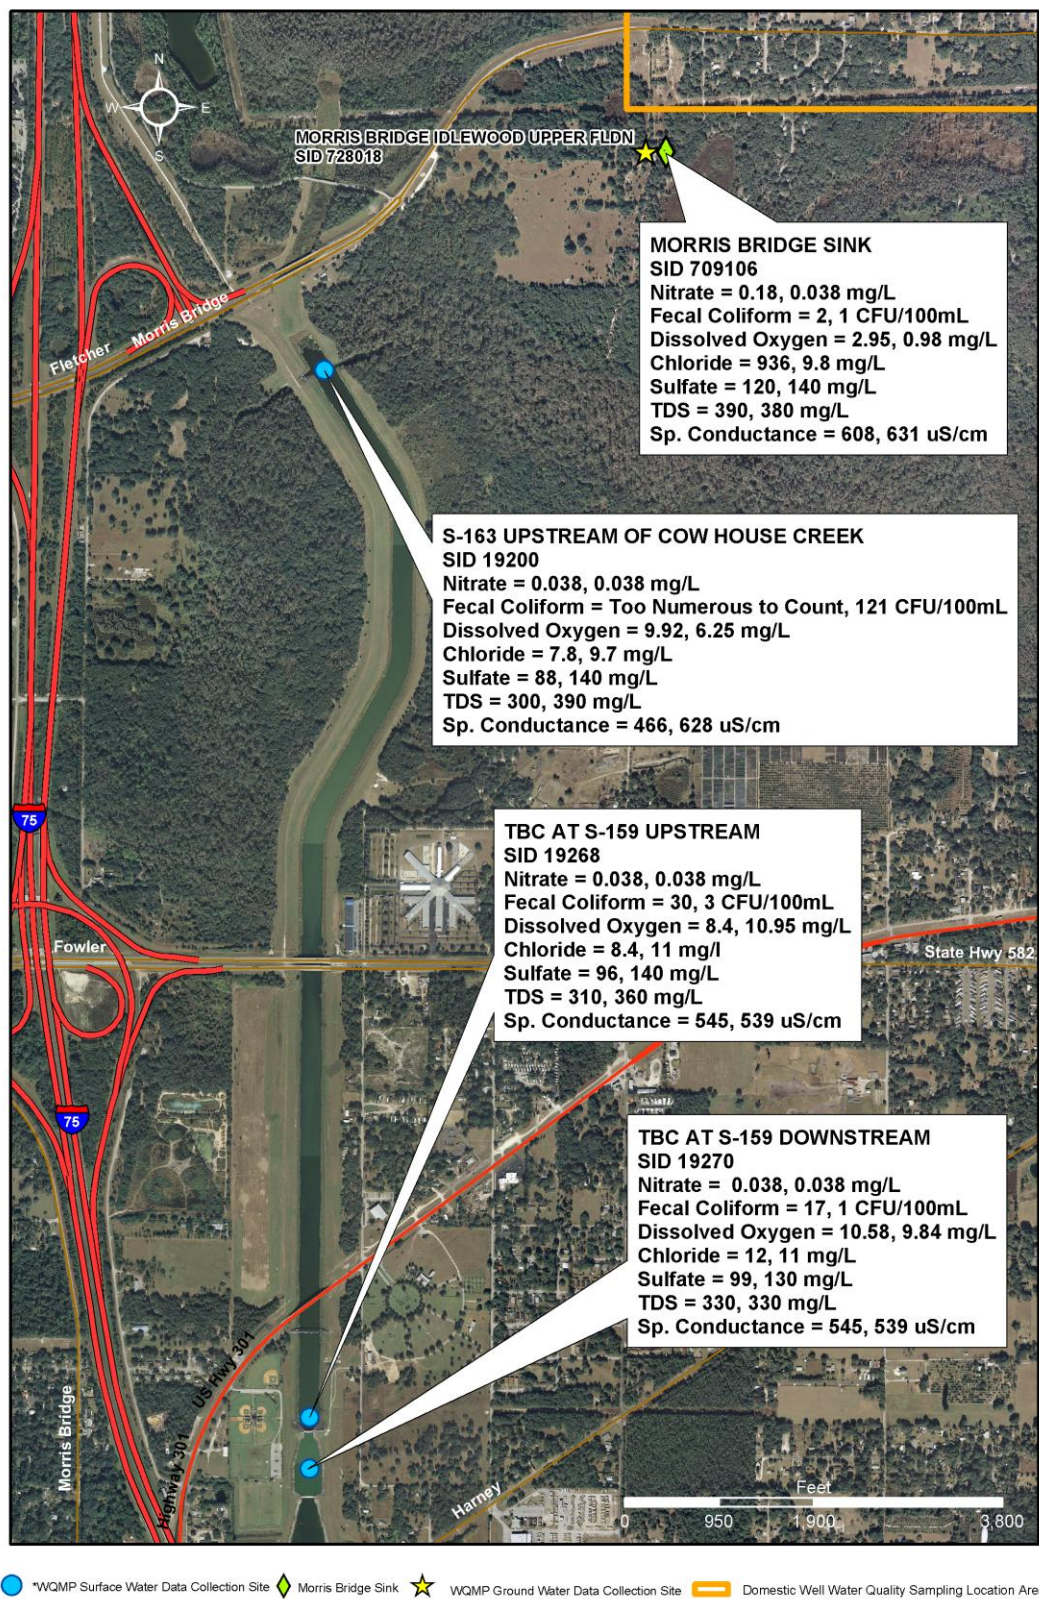 N
W
E
S
MORRIS BRIDGE IDLEWOOD UPPER FLDN
SID 728018
MORRIS BRIDGE SINK
SID 709106
Nitrate = 0.18, 0.038 mg/L
Fecal Coliform = 2, 1 CFU/100mL
Dissolved Oxygen = 2.95, 0.98 mg/L
Chloride = 936, 9.8 mg/L
Sulfate = 120, 140 mg/L
TDS = 390, 380 mg/L
Sp. Conductance = 608, 631 uS/cm
Fletcher
Morris Bridge
S-163 UPSTREAM OF COW HOUSE CREEK
SID 19200
Nitrate = 0.038, 0.038 mg/L
Fecal Coliform = Too Numerous to Count, 121 CFU/100mL
Dissolved Oxygen = 9.92, 6.25 mg/L
Chloride = 7.8, 9.7 mg/L
Sulfate = 88, 140 mg/L
TDS = 300, 390 mg/L
Sp. Conductance = 466, 628 uS/cm
75
TBC AT S-159 UPSTREAM
SID 19268
Nitrate = 0.038, 0.038 mg/L
Fecal Coliform = 30, 3 CFU/100mL
Dissolved Oxygen = 8.4, 10.95 mg/L
Chloride = 8.4, 11 mg/l
Sulfate = 96, 140 mg/L
TDS = 310, 360 mg/L
Sp. Conductance = 545, 539 uS/cm
Fowler
State Hwy 582
75
TBC AT S-159 DOWNSTREAM
SID 19270
Nitrate = 0.038, 0.038 mg/L
Fecal Coliform = 17, 1 CFU/100mL
Dissolved Oxygen = 10.58, 9.84 mg/L
Chloride = 12, 11 mg/L
Sulfate = 99, 130 mg/L
TDS = 330, 330 mg/L
Sp. Conductance = 545, 539 uS/cm
US Hwy 301
Morris Bridge
Highway 301
Harney
Feet
0 950 1,900 3,800
*WQMP Surface Water Data Collection Site Morris Bridge Sink WQMP Ground Water Data Collection Site Domestic Well Water Quality Sampling Location Are